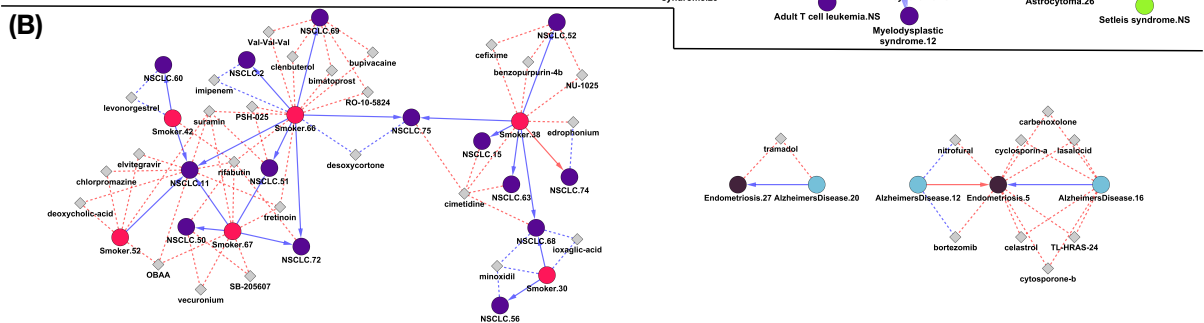 (B)
Adult T cell leukemia.NS
Myelodysplastic
syndrome.12
Astrocytoma.26
Setleis syndrome.NS
NSCLC.69
Val-Val-Val
NSCLC.2
clenbuterol
bupivacaine
bimatoprost
NSCLC.60
imipenem
RO-10-5824
levonorgestrel
suramin
PSH-025
Smoker.42
Smoker.66
NSCLC.75
elvitegravir
rifabutin
desoxycortone
chlorpromazine
NSCLC.11
NSCLC.51
deoxycholic-acid
tretinoin
Smoker.52
NSCLC.50
Smoker.67
NSCLC.72
OBAA
SB-205607
vecuronium
NSCLC.52
cefixime
benzopurpurin-4b
NU-1025
Smoker.38
edrophonium
NSCLC.15
NSCLC.74
NSCLC.63
cimetidine
NSCLC.68
ioxaglic-acid
minoxidil
Smoker.30
NSCLC.56
tramadol
Endometriosis.27
AlzheimersDisease.20
carbenoxolone
nitrofural
cyclosporin-a
lasalocid
AlzheimersDisease.12
Endometriosis.5
AlzheimersDisease.16
bortezomib
celastrol
TL-HRAS-24
cytosporone-b